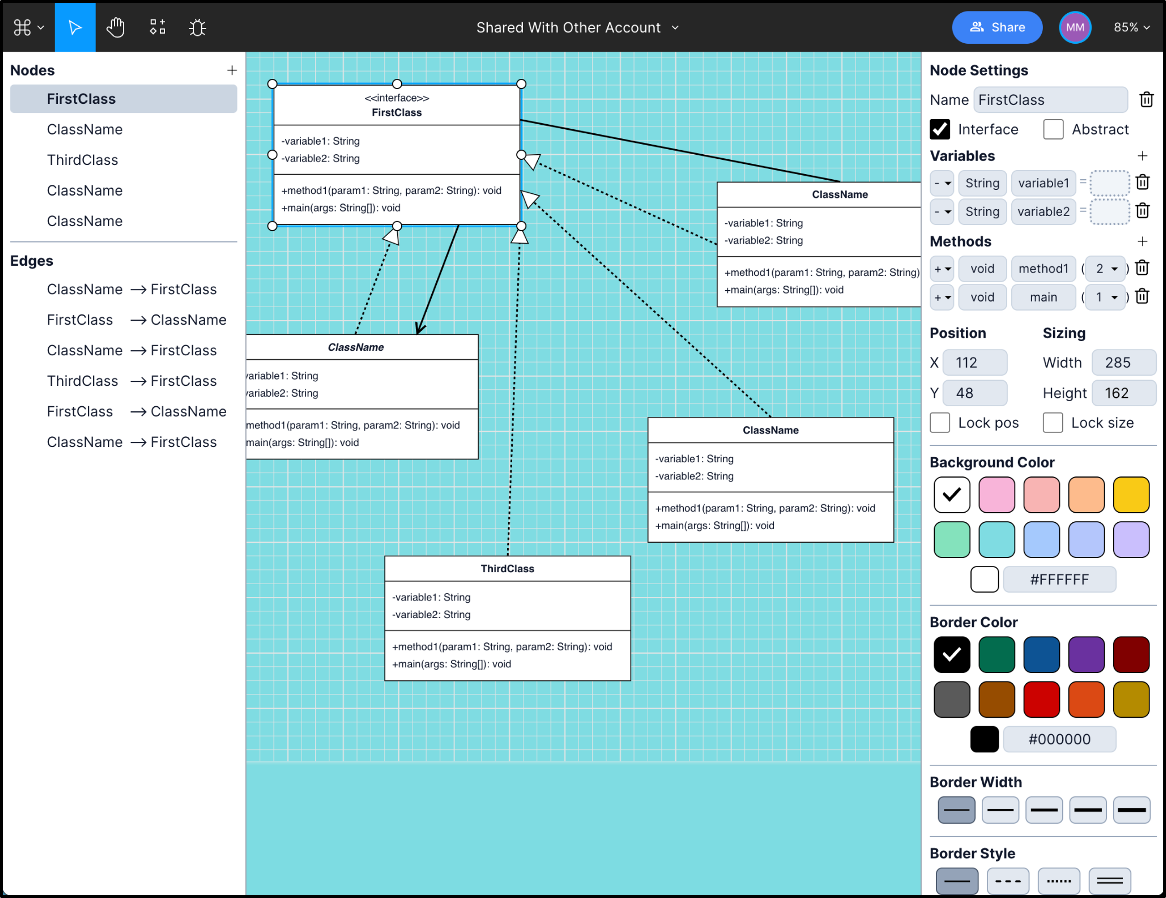 Shared With Other Account
Share
MM
85%
Nodes
FirstClass
ClassName
ThirdClass
ClassName
ClassName
Edges
ClassName → FirstClass
FirstClass → ClassName
ClassName → FirstClass
ThirdClass → FirstClass
FirstClass → ClassName
ClassName → FirstClass
<<interface>>
FirstClass
-variable1: String
-variable2: String
+method1(param1: String, param2: String): void
+main(args: String[]): void
ClassName
-variable1: String
-variable2: String
+method1(param1: String, param2: String)
+main(args: String[]): void
ClassName
variable1: String
variable2: String
method1(param1: String, param2: String): void
main(args: String[]): void
ClassName
-variable1: String
-variable2: String
+method1(param1: String, param2: String): void
+main(args: String[]): void
ThirdClass
-variable1: String
-variable2: String
+method1(param1: String, param2: String): void
+main(args: String[]): void
Node Settings
Name FirstClass
Interface Abstract
Variables
- String variable1 =
- String variable2 =
Methods
+ void method1 ( 2 )
+ void main ( 1 )
Position Sizing
X 112 Width 285
Y 48 Height 162
Lock pos Lock size
Background Color
#FFFFFF
Border Color
#000000
Border Width
Border Style